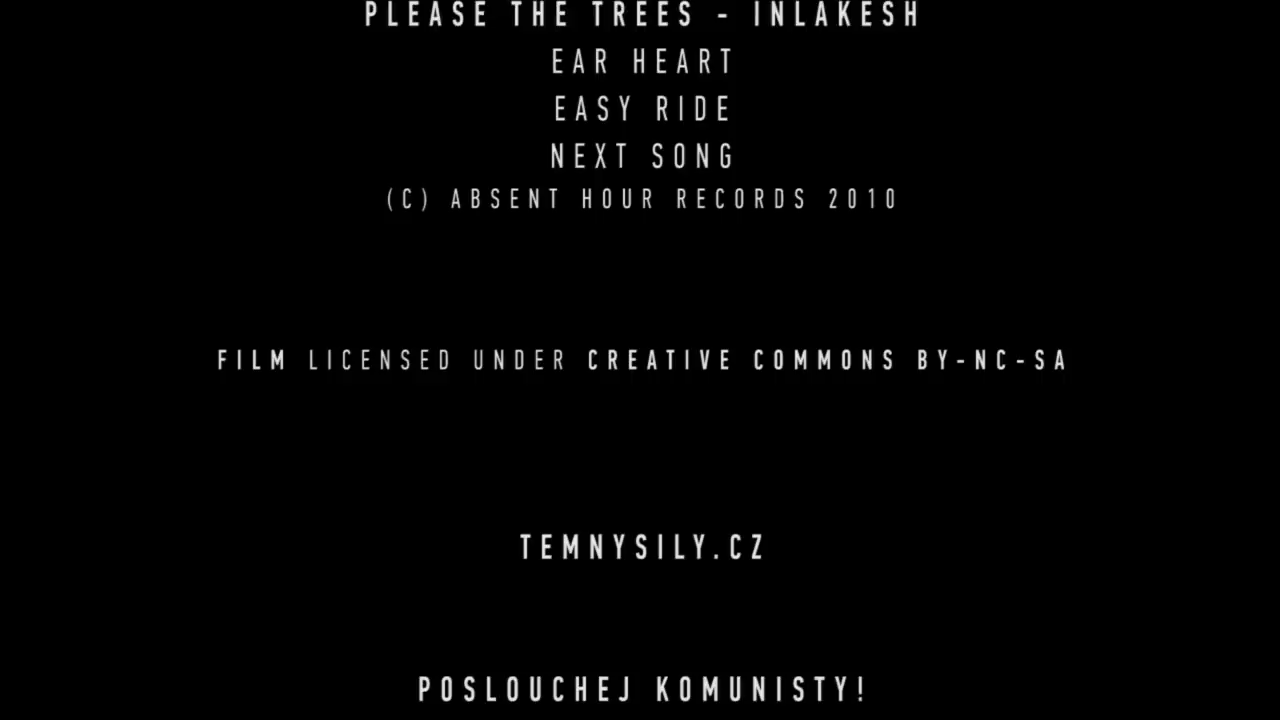 PLEASE THE TREES - INLAKESH
EAR HEART
EASY RIDE
NEXT SONG
(C) ABSENT HOUR RECORDS 2010
FILM LICENSED UNDER CREATIVE COMMONS BY-NC-SA
TEMNYSILY.CZ
POSLOUCHEJ KOMUNISTY!